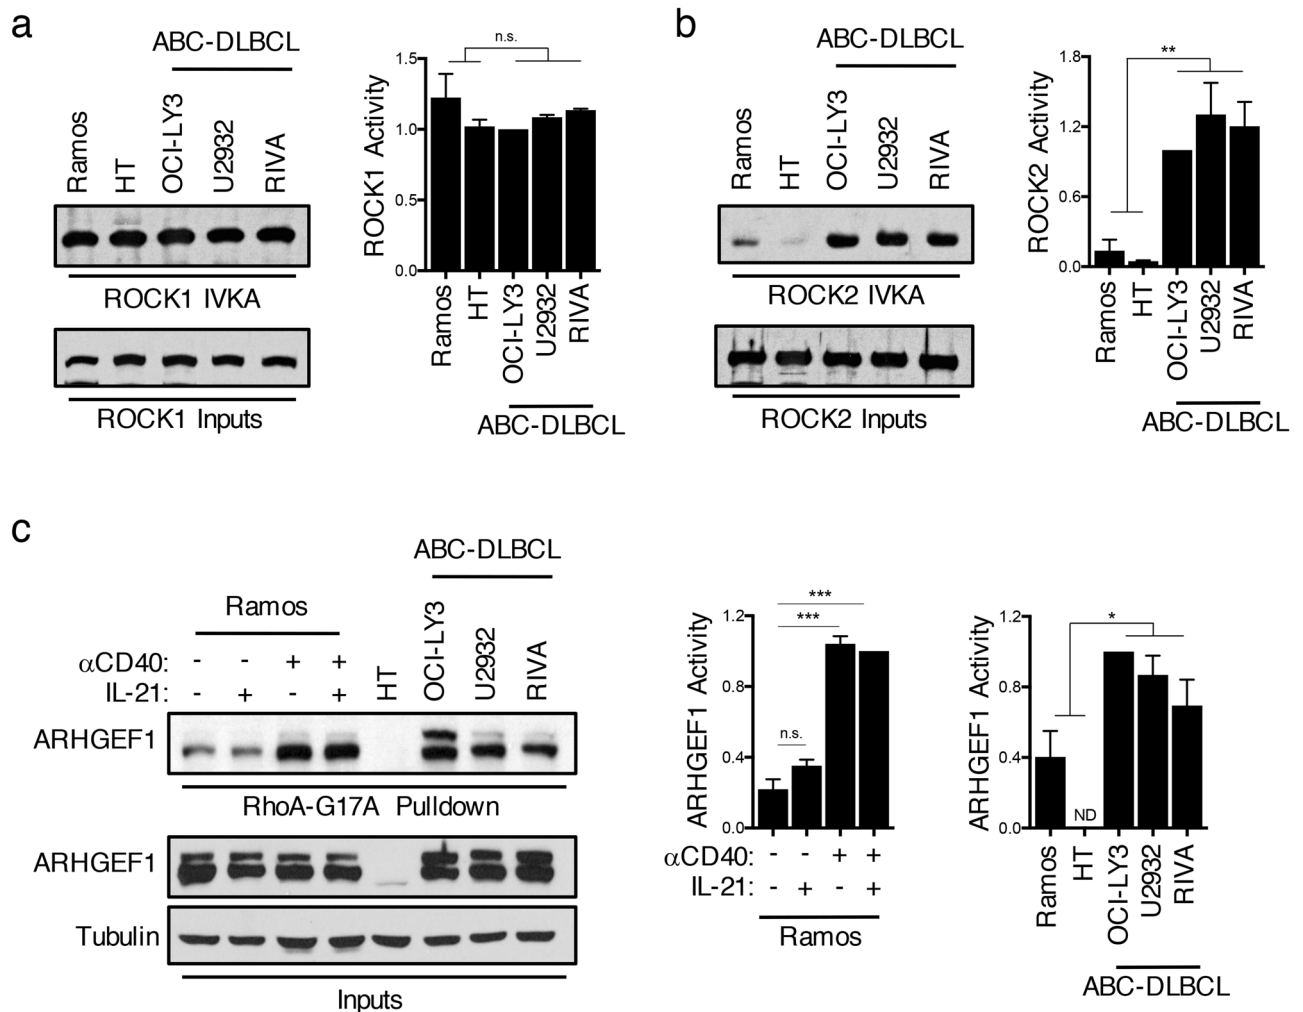 a
ABC-DLBCL
Ramos
HT
OCI-LY3
U2932
RIVA
ROCK1 IVKA
ROCK1 Inputs
n.s.
ROCK1 Activity
1.5
1.0
0.5
0.0
Ramos
HT
OCI-LY3
U2932
RIVA
ABC-DLBCL
b
ABC-DLBCL
Ramos
HT
OCI-LY3
U2932
RIVA
ROCK2 IVKA
ROCK2 Inputs
**
ROCK2 Activity
1.8
1.2
0.6
0.0
Ramos
HT
OCI-LY3
U2932
RIVA
ABC-DLBCL
c
ABC-DLBCL
Ramos
αCD40: - - + +
IL-21: - + - +
HT
OCI-LY3
U2932
RIVA
ARHGEF1
RhoA-G17A Pulldown
ARHGEF1
Tubulin
Inputs
***
***
n.s.
ARHGEF1 Activity
1.2
0.8
0.4
0.0
αCD40: - - + +
IL-21: - + - +
Ramos
*
ND
ARHGEF1 Activity
1.2
0.8
0.4
0.0
Ramos
HT
OCI-LY3
U2932
RIVA
ABC-DLBCL